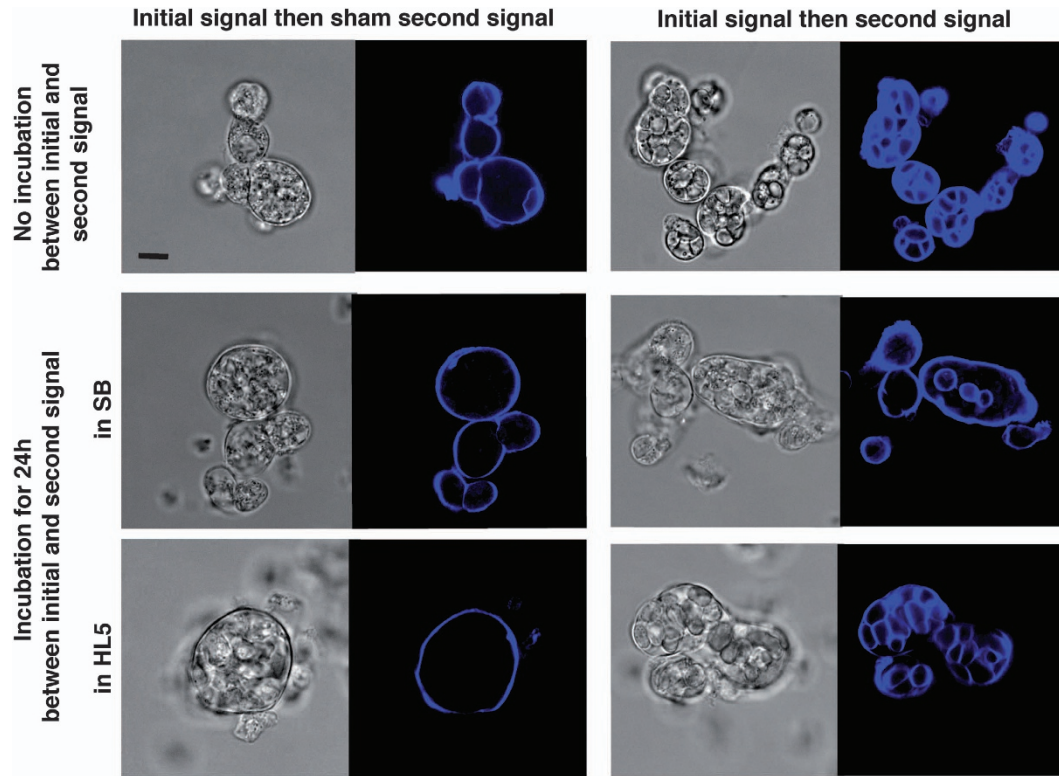 Initial signal then sham second signal
Initial signal then second signal
No incubation
between initial and
second signal
Incubation for 24h
between initial and second signal
in SB
in HL5